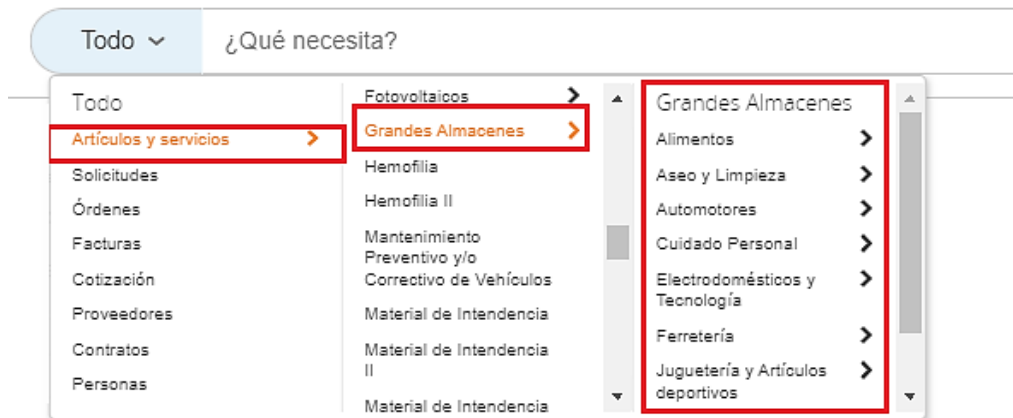 Todo
¿Qué necesita?
Todo
Artículos y servicios
Solicitudes
Órdenes
Facturas
Cotización
Proveedores
Contratos
Personas
Fotovoltaicos
Grandes Almacenes
Hemofilia
Hemofilia II
Mantenimiento
Preventivo y/o
Correctivo de Vehículos
Material de Intendencia
Material de Intendencia
II
Material de Intendencia
Grandes Almacenes
Alimentos
Aseo y Limpieza
Automotores
Cuidado Personal
Electrodomésticos y
Tecnología
Ferretería
Juguetería y Artículos
deportivos